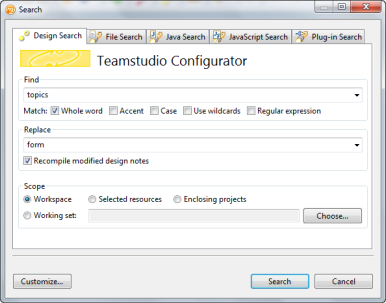 Search
Design Search File Search Java Search JavaScript Search Plug-in Search
Teamstudio Configurator
Find
topics
Match: Whole word Accent Case Use wildcards Regular expression
Replace
form
Recompile modified design notes
Scope
Workspace Selected resources Enclosing projects
Working set: Choose...
Customize... Search Cancel